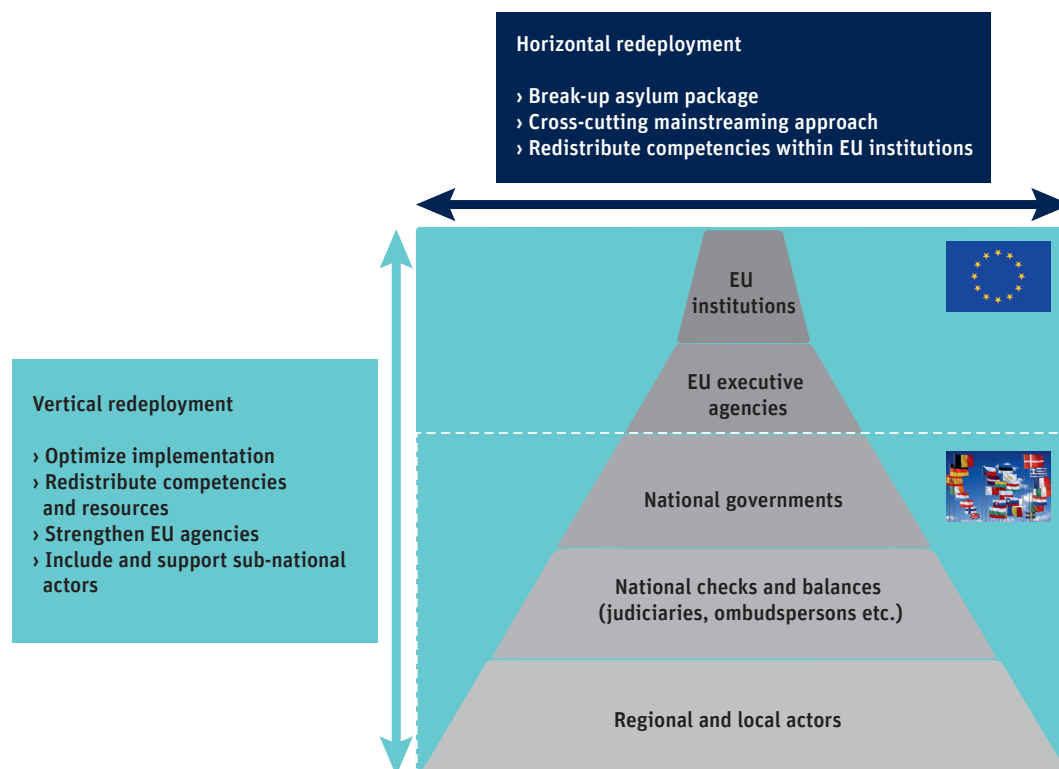 Horizontal redeployment
› Break-up asylum package
› Cross-cutting mainstreaming approach
› Redistribute competencies within EU institutions
EU
institutions
EU executive
agencies
Vertical redeployment
› Optimize implementation
› Redistribute competencies
and resources
› Strengthen EU agencies
› Include and support sub-national
actors
National governments
National checks and balances
(judiciaries, ombudspersons etc.)
Regional and local actors